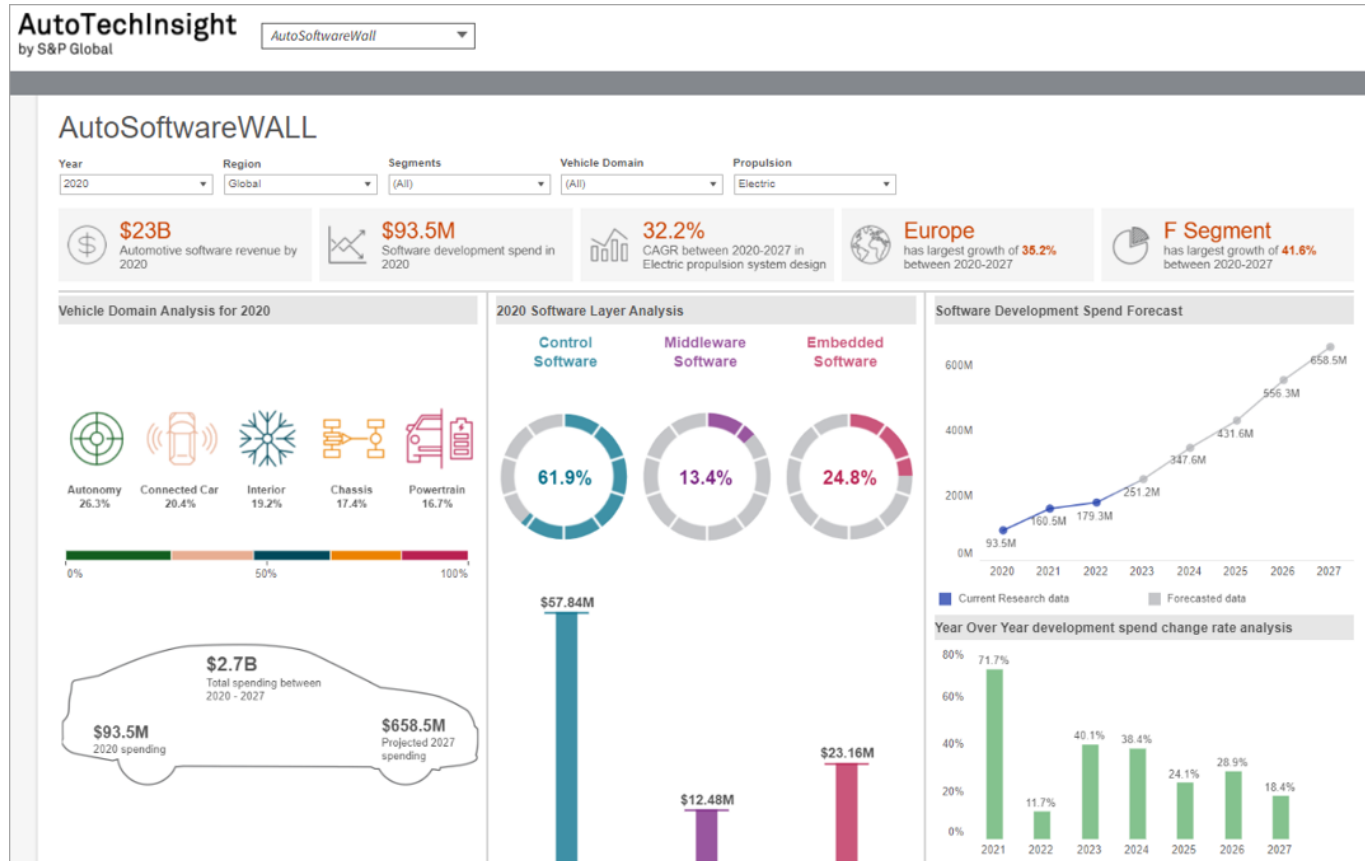 AutoTechInsight
by S&P Global
AutoSoftwareWall
AutoSoftwareWALL
Year
Region
Segments
Vehicle Domain
Propulsion
2020
Global
(All)
(All)
Electric
$
$23B
Automotive software revenue by
2020
$93.5M
Software development spend in
2020
32.2%
CAGR between 2020-2027 in
Electric propulsion system design
Europe
has largest growth of 35.2%
between 2020-2027
F Segment
has largest growth of 41.6%
between 2020-2027
Vehicle Domain Analysis for 2020
Autonomy
26.3%
Connected Car
20.4%
Interior
19.2%
Chassis
17.4%
Powertrain
16.7%
0%
50%
100%
$2.7B
Total spending between
2020 - 2027
$93.5M
2020 spending
$658.5M
Projected 2027
spending
2020 Software Layer Analysis
Control
Software
Middleware
Software
Embedded
Software
61.9%
13.4%
24.8%
$57.84M
$12.48M
$23.16M
Software Development Spend Forecast
600M
400M
200M
0M
93.5M
160.5M
179.3M
251.2M
347.6M
431.6M
556.3M
658.5M
2020
2021
2022
2023
2024
2025
2026
2027
Current Research data
Forecasted data
Year Over Year development spend change rate analysis
80%
60%
40%
20%
0%
71.7%
11.7%
40.1%
38.4%
24.1%
28.9%
18.4%
2021
2022
2023
2024
2025
2026
2027